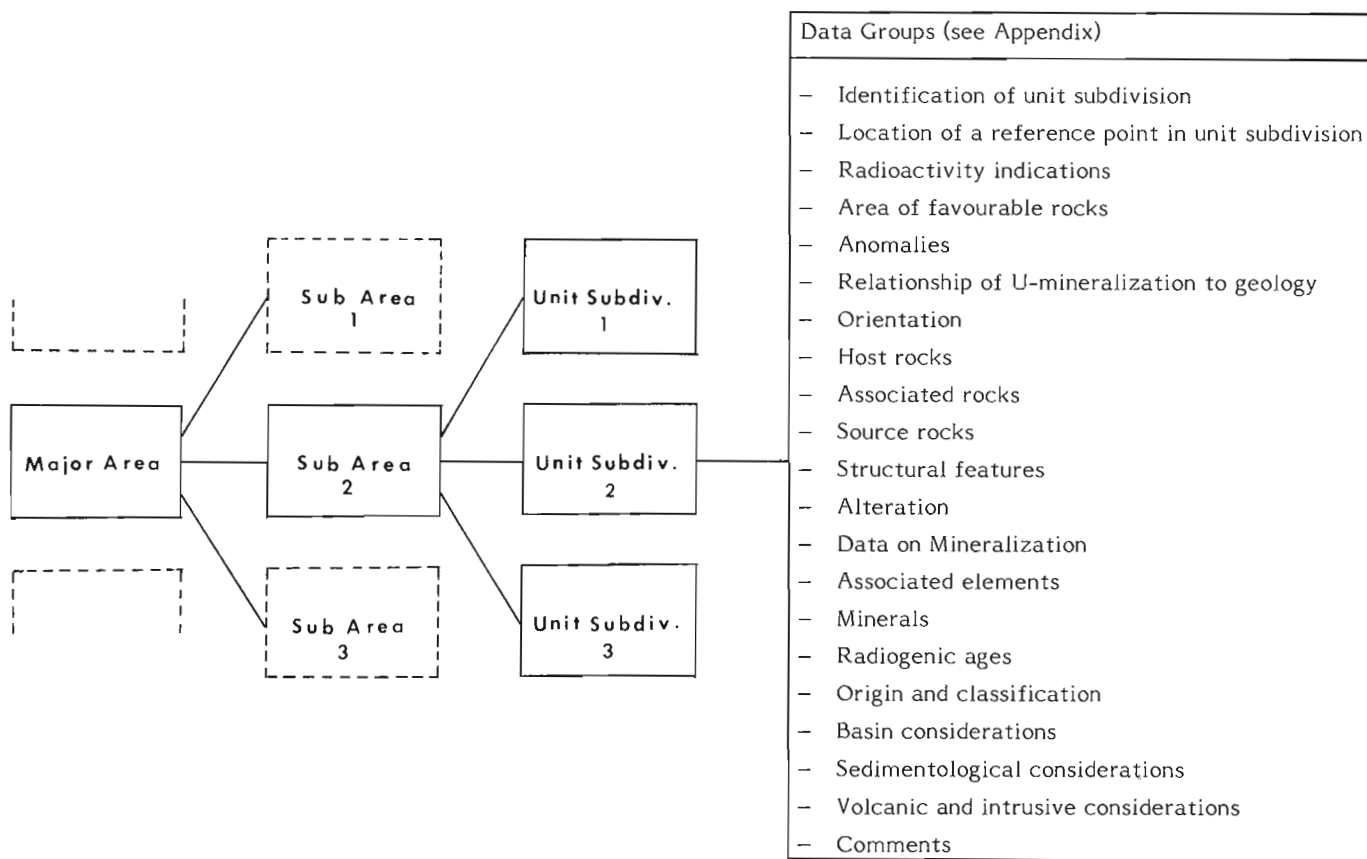 Data Groups (see Appendix)
– Identification of unit subdivision
– Location of a reference point in unit subdivision
– Radioactivity indications
– Area of favourable rocks
– Anomalies
– Relationship of U-mineralization to geology
– Orientation
– Host rocks
– Associated rocks
– Source rocks
– Structural features
– Alteration
– Data on Mineralization
– Associated elements
– Minerals
– Radiogenic ages
– Origin and classification
– Basin considerations
– Sedimentological considerations
– Volcanic and intrusive considerations
– Comments
Major Area
Sub Area
1
Sub Area
2
Sub Area
3
Unit Subdiv.
1
Unit Subdiv.
2
Unit Subdiv.
3